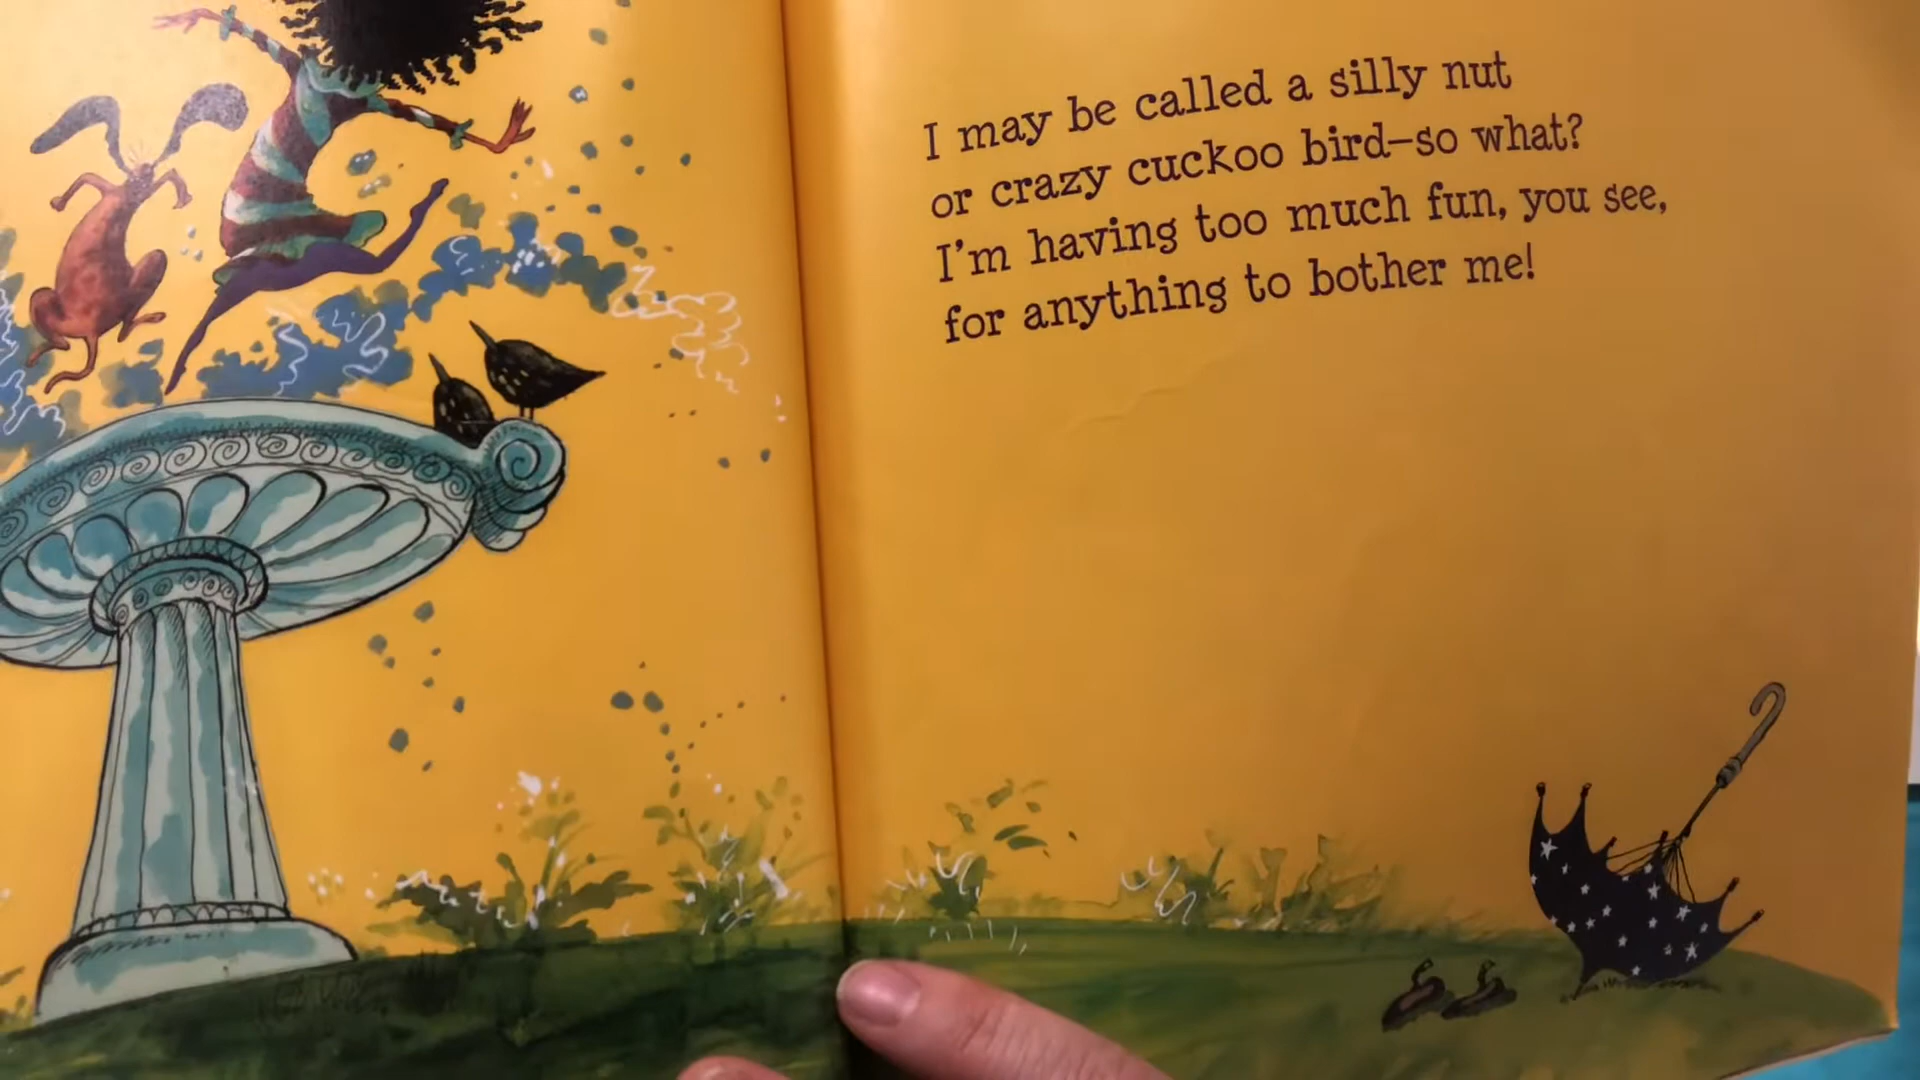 I may be called a silly nut
or crazy cuckoo bird—so what?
I'm having too much fun, you see,
for anything to bother me!